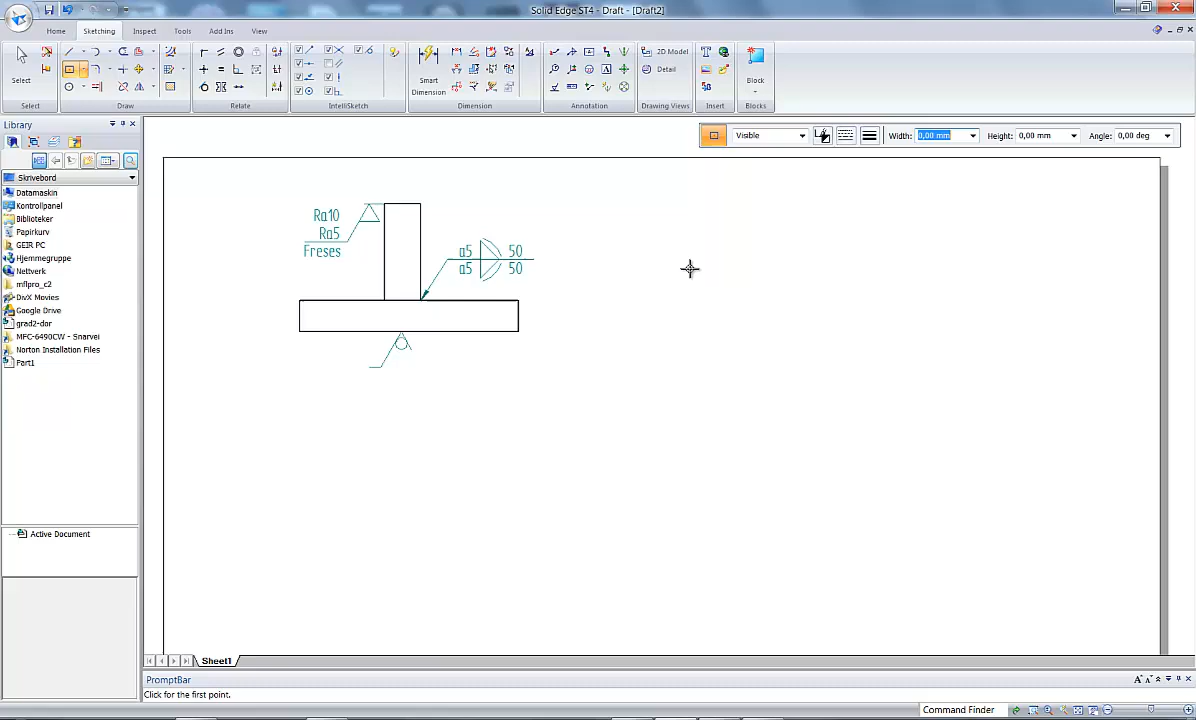 Solid Edge ST4 - Draft - [Draft2]
Home
Sketching
Inspect
Tools
Add Ins
View
Select
Smart
Dimension
2D Model
Detail
Block
Select
Draw
Relate
IntelliSketch
Dimension
Annotation
Drawing Views
Insert
Blocks
Library
Visible
Width: 0,00 mm
Height: 0,00 mm
Angle: 0,00 deg
Skrivebord
Datamaskin
Kontrollpanel
Biblioteker
Papirkurv
GEIR PC
Hjemmegruppe
Nettverk
mflpro_c2
DivX Movies
Google Drive
grad2-dor
MFC-6490CW - Snarvei
Norton Installation Files
Part1
Ra10
Ra5
Freses
a5 50
a5 50
Active Document
Sheet1
PromptBar
Click for the first point.
Command Finder